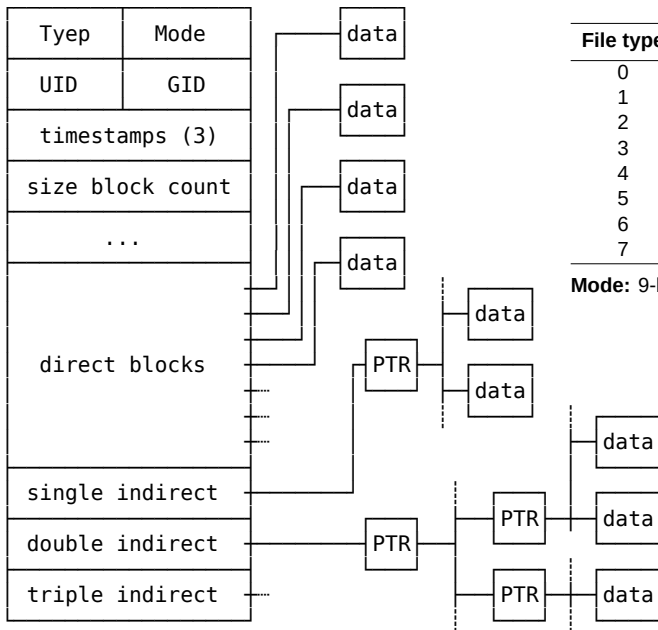 Tyep Mode
UID GID
timestamps (3)
size block count
...
direct blocks
single indirect
double indirect
triple indirect
data
data
data
data
PTR
data
data
PTR
PTR
data
data
PTR
data
File type
0
1
2
3
4
5
6
7
Mode: 9-